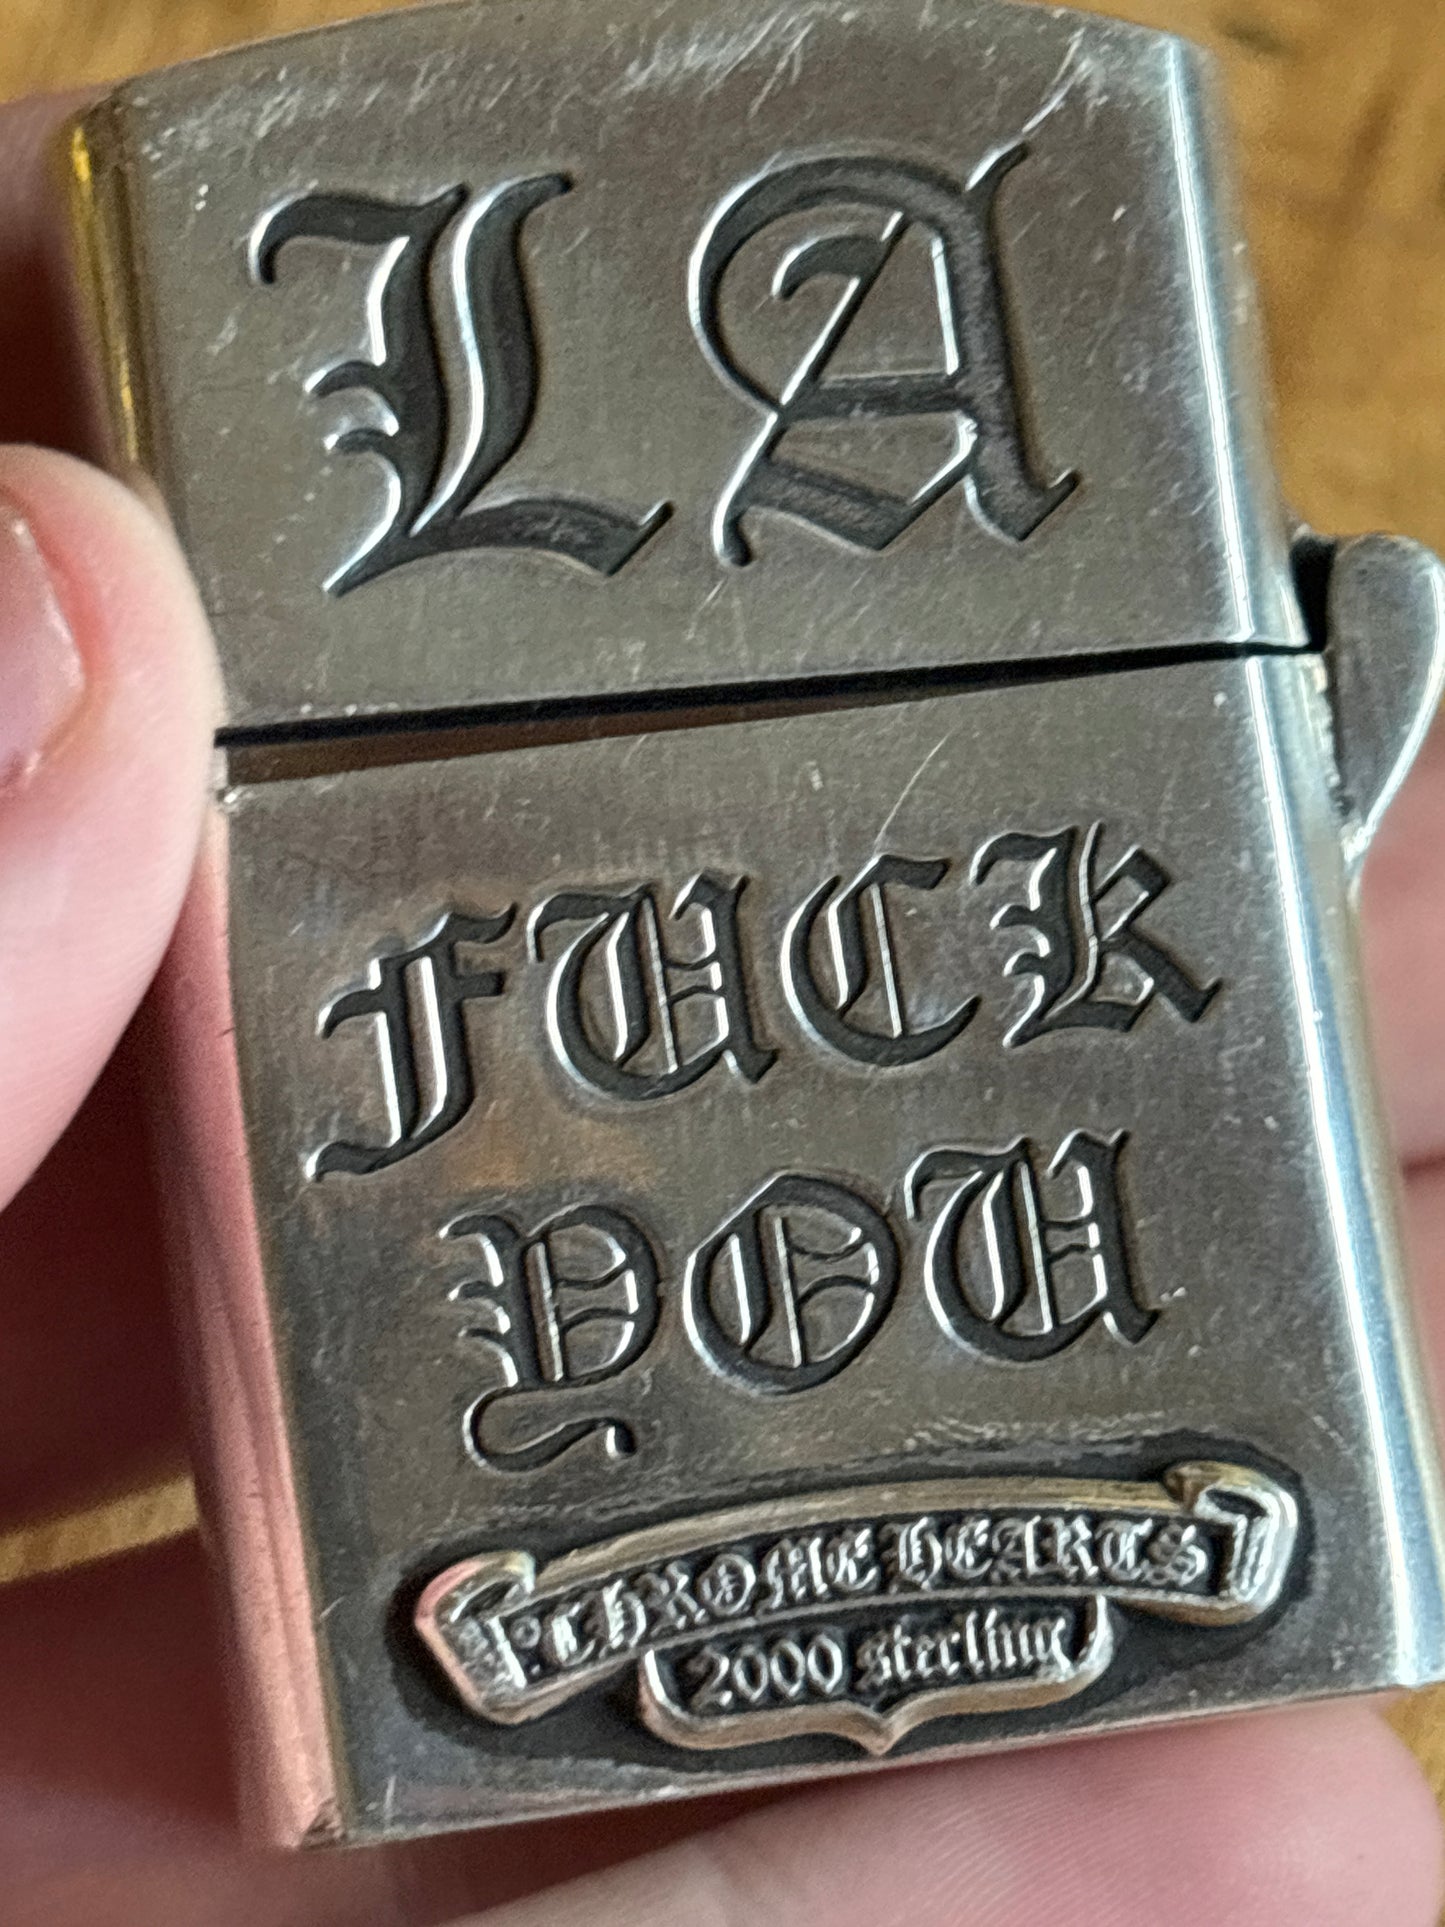 LA
FUCK
YOU
CHROME HEARTS
2000 sterling